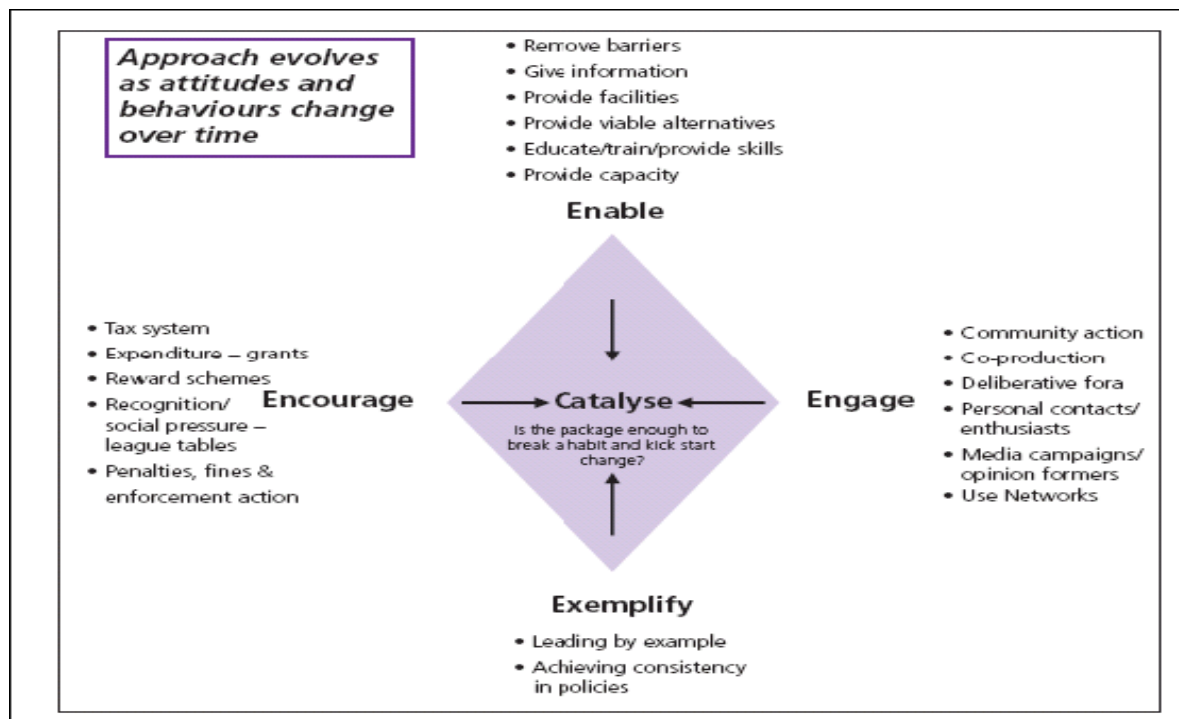 Approach evolves
as attitudes and
behaviours change
over time
• Remove barriers
• Give information
• Provide facilities
• Provide viable alternatives
• Educate/train/provide skills
• Provide capacity
Enable
• Tax system
• Expenditure – grants
• Reward schemes
• Recognition/
social pressure –
league tables
• Penalties, fines &
enforcement action
Encourage
Catalyse
Is the package enough to
break a habit and kick start
change?
Engage
• Community action
• Co-production
• Deliberative fora
• Personal contacts/
enthusiasts
• Media campaigns/
opinion formers
• Use Networks
Exemplify
• Leading by example
• Achieving consistency
in policies